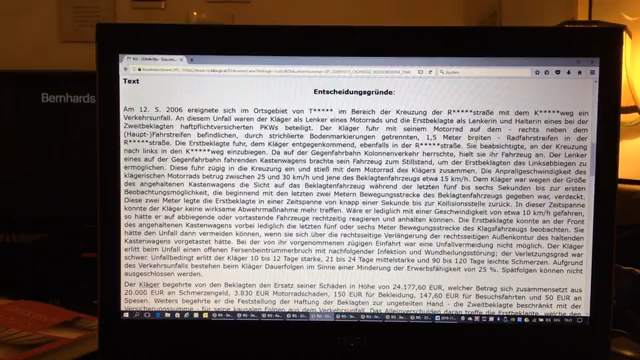 Bernhards
Text
Entscheidungsgründe:
Am 12. 5. 2006 ereignete sich im Ortsgebiet von T***** im Bereich der Kreuzung der R*****straße mit dem K*****weg ein
Verkehrsunfall. An diesem Unfall waren der Kläger als Lenker eines Motorrads und die Erstbeklagte als Lenkerin und Halterin eines bei der
Zweitbeklagten haftpflichtversicherten PKWs beteiligt. Der Kläger fuhr mit seinem Motorrad auf dem - rechts neben dem
(Haupt-)Fahrstreifen befindlichen, durch strichlierte Bodenmarkierungen getrennten, 1,5 Meter breiten - Radfahrstreifen in der
R*****straße. Die Erstbeklagte fuhr, dem Kläger entgegenkommend, ebenfalls in der R*****straße. Sie beabsichtigte, an der Kreuzung
nach links in den K*****weg einzubiegen. Da auf der Gegenfahrbahn Kolonnenverkehr herrschte, hielt sie ihr Fahrzeug an. Der Lenker
eines auf der Gegenfahrbahn fahrenden Kastenwagens brachte sein Fahrzeug zum Stillstand, um der Erstbeklagten das Linksabbiegen zu
ermöglichen. Diese fuhr zügig in die Kreuzung ein und stieß mit dem Motorrad des Klägers zusammen. Die Anprallgeschwindigkeit des
klägerischen Motorrads betrug zwischen 25 und 30 km/h und jene des Beklagtenfahrzeugs etwa 15 km/h. Dem Kläger war wegen der Größe
des angehaltenen Kastenwagens die Sicht auf das Beklagtenfahrzeug während der letzten fünf bis sechs Sekunden bis zur ersten
Beobachtungsmöglichkeit, die beginnend mit den letzten zwei Metern Bewegungsstrecke des Beklagtenfahrzeugs gegeben war, verdeckt.
Diese zwei Meter legte die Erstbeklagte in einer Zeitspanne von knapp einer Sekunde bis zur Kollisionsstelle zurück. In dieser Zeitspanne
konnte der Kläger keine wirksame Abwehrmaßnahme mehr treffen. Wäre er lediglich mit einer Geschwindigkeit von etwa 10 km/h gefahren,
so hätte er auf abbiegende oder vortastende Fahrzeuge rechtzeitig reagieren und anhalten können. Die Erstbeklagte konnte an der Front
des angehaltenen Kastenwagens vorbei lediglich die letzten fünf oder sechs Meter Bewegungsstrecke des Klagsfahrzeugs beobachten. Sie
hätte den Unfall dann vermeiden können, wenn sie sich über die rechtsseitige Verlängerung der rechtsseitigen Außenkontur des haltenden
Kastenwagens vorgetastet hätte. Bei der von ihr vorgenommenen zügigen Einfahrt war eine Unfallvermeidung nicht möglich. Der Kläger
erlitt beim Unfall einen offenen Fersenbeintrümmerbruch mit nachfolgender Infektion und Wundheilungsstörung; der Verletzungsgrad war
schwer. Unfallbedingt erlitt der Kläger 10 bis 12 Tage starke, 21 bis 24 Tage mittelstarke und 90 bis 120 Tage leichte Schmerzen. Aufgrund
des Verkehrsunfalls bestehen beim Kläger Dauerfolgen im Sinne einer Minderung der Erwerbsfähigkeit von 25 %. Spätfolgen können nicht
ausgeschlossen werden.
Der Kläger begehrte von den Beklagten den Ersatz seiner Schäden in Höhe von 24.177,60 EUR, welcher Betrag sich zusammensetzt aus
20.000 EUR an Schmerzengeld, 3.830 EUR Motorradschaden, 150 EUR für Bekleidung, 147,60 EUR für Besuchsfahrten und 50 EUR an
Spesen. Weiters begehrte er die Feststellung der Haftung der Beklagten zur ungeteilten Hand - die Zweitbeklagte beschränkt mit der
Versicherungssumme - für seine kausalen Folgen aus dem Verkehrsunfall. Das Alleinverschulden daran treffe die Erstbeklagte, welche den